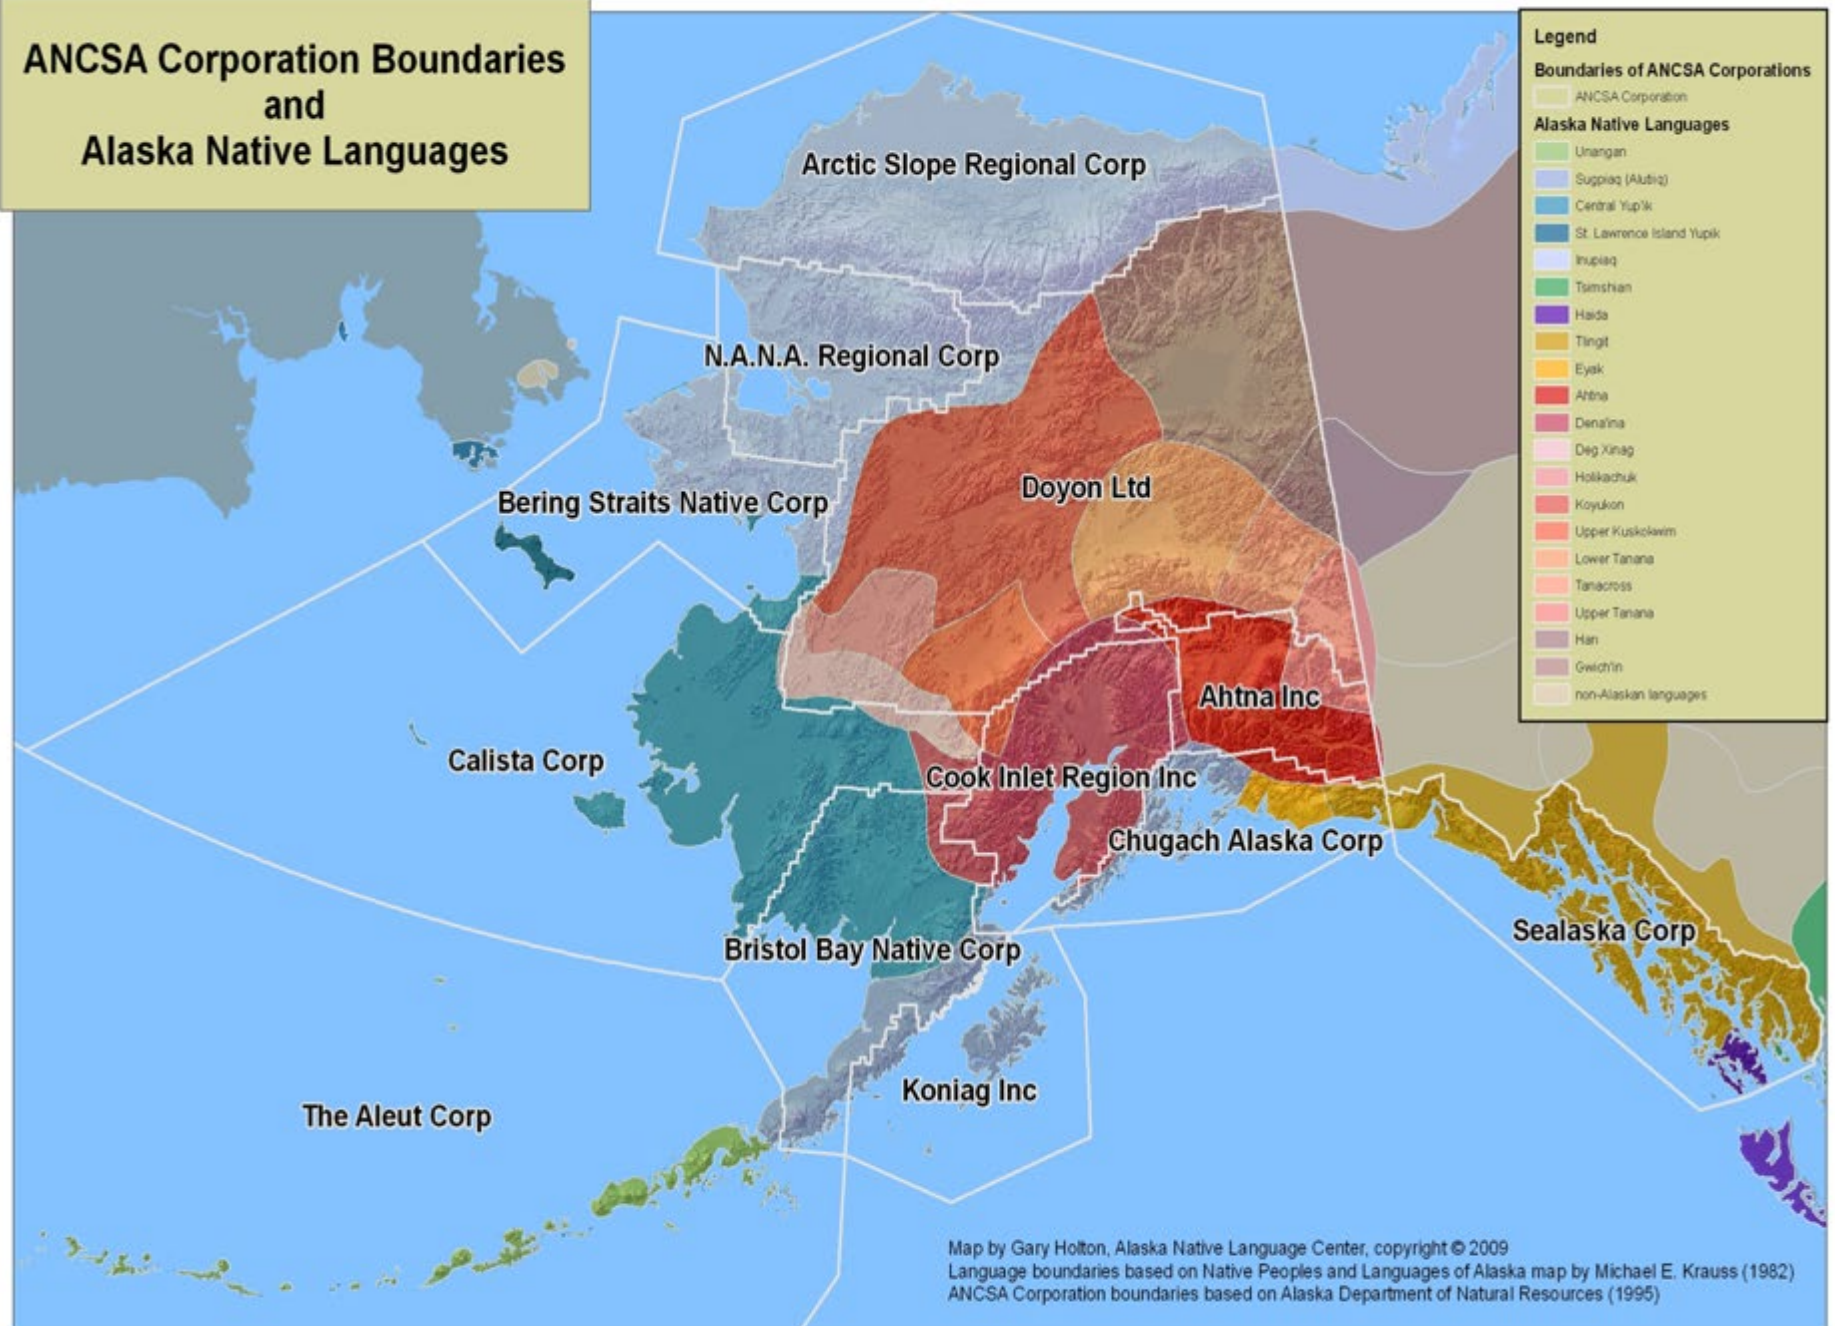 ANCSA Corporation Boundaries
and
Alaska Native Languages
Legend
Boundaries of ANCSA Corporations
ANCSA Corporation
Alaska Native Languages
Unangan
Sugpiaq (Alutiiq)
Central Yup'ik
St. Lawrence Island Yupik
Inupiaq
Tsimshian
Haida
Tlingit
Eyak
Ahtna
Dena'ina
Deg Xinag
Holikachuk
Koyukon
Upper Kuskokwim
Lower Tanana
Tanacross
Upper Tanana
Han
Gwich'in
non-Alaskan languages
Arctic Slope Regional Corp
N.A.N.A. Regional Corp
Doyon Ltd
Bering Straits Native Corp
Ahtna Inc
Calista Corp
Cook Inlet Region Inc
Chugach Alaska Corp
Sealaska Corp
Bristol Bay Native Corp
Koniag Inc
The Aleut Corp
Map by Gary Holton, Alaska Native Language Center, copyright © 2009
Language boundaries based on Native Peoples and Languages of Alaska map by Michael E. Krauss (1982)
ANCSA Corporation boundaries based on Alaska Department of Natural Resources (1995)